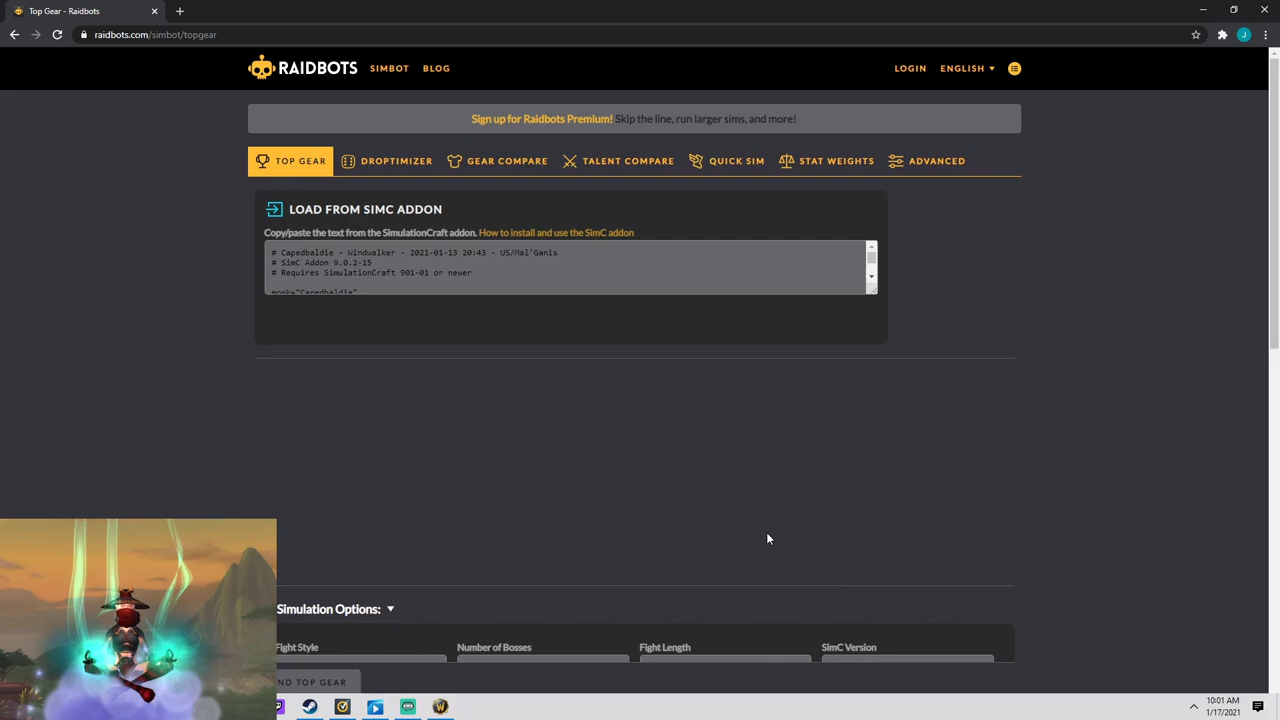 Top Gear - Raidbots
raidbots.com/simbot/topgear
J
RAIDBOTS SIMBOT BLOG LOGIN ENGLISH
Sign up for Raidbots Premium! Skip the line, run larger sims, and more!
TOP GEAR DROPTIMIZER GEAR COMPARE TALENT COMPARE QUICK SIM STAT WEIGHTS ADVANCED
LOAD FROM SIMC ADDON
Copy/paste the text from the SimulationCraft addon. How to install and use the SimC addon
# Capedbaldie - Windwalker - 2021-01-13 20:43 - US/Mal'Ganis
# SimC Addon 9.0.2-15
# Requires SimulationCraft 901-01 or newer
monk="Capedbaldie"
Simulation Options:
Fight Style Number of Bosses Fight Length SimC Version
ND TOP GEAR
10:01 AM
1/17/2021